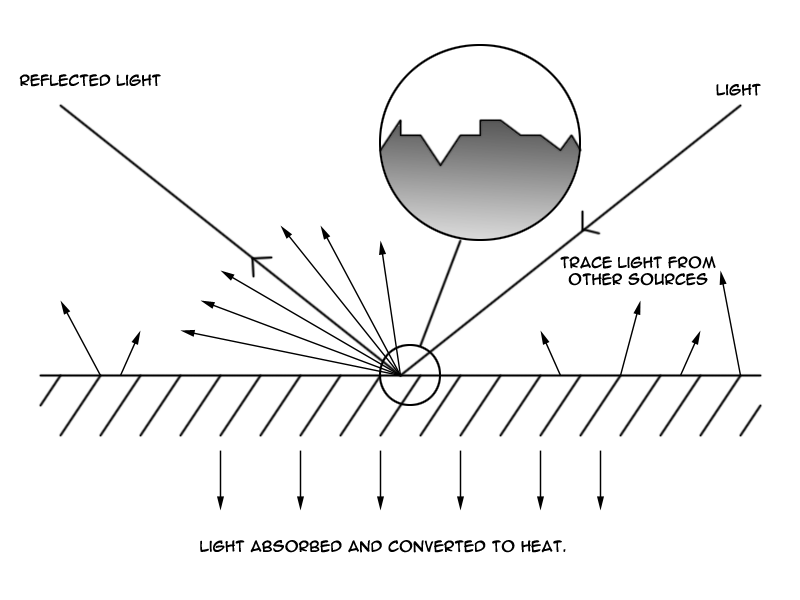 REFLECTED LIGHT
LIGHT
TRACE LIGHT FROM
OTHER SOURCES
LIGHT ABSORBED AND CONVERTED TO HEAT.